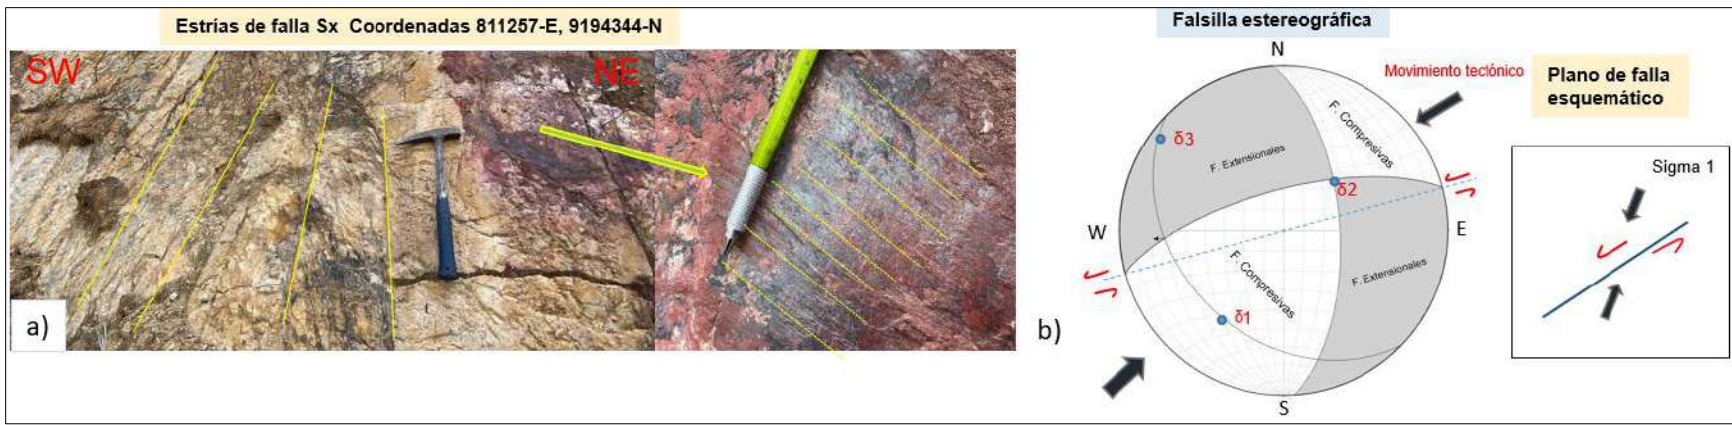 Estrías de falla Sx Coordenadas 811257-E, 9194344-N
SW
NE
a)
Falsilla estereográfica
N
Movimiento tectónico
Plano de falla
esquemático
δ3
F. Extensionales
F. Compresivas
δ2
W
E
F. Compresivas
F. Extensionales
δ1
S
b)
Sigma 1